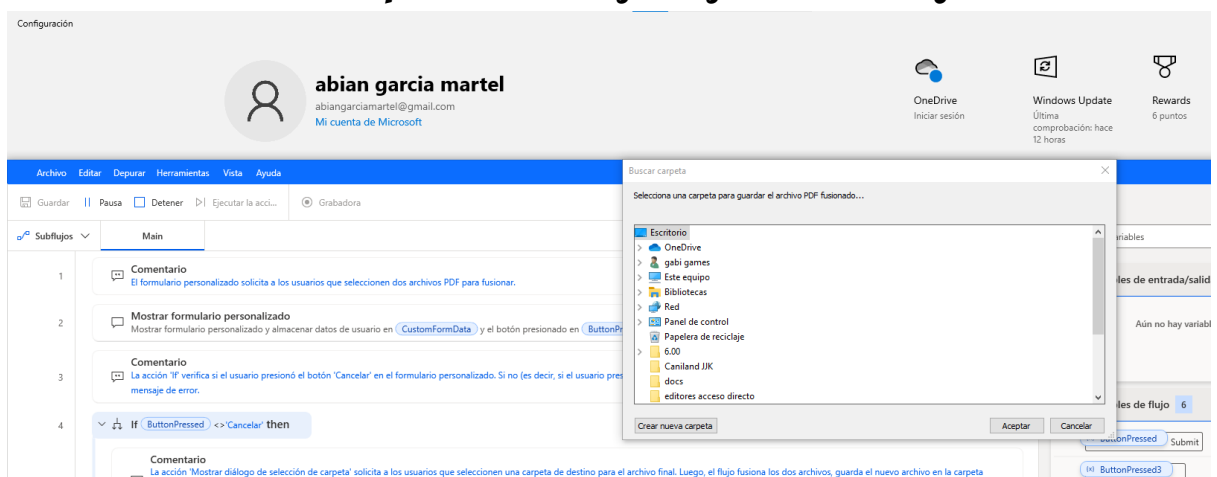 Configuración
abian garcia martel
abiangarciamartel@gmail.com
Mi cuenta de Microsoft
OneDrive
Iniciar sesión
Windows Update
Última
comprobación: hace
12 horas
Rewards
6 puntos
Archivo Editar Depurar Herramientas Vista Ayuda
Guardar Pausa Detener Ejecutar la acci... Grabadora
Subflujos Main
1
Comentario
El formulario personalizado solicita a los usuarios que seleccionen dos archivos PDF para fusionar.
2
Mostrar formulario personalizado
Mostrar formulario personalizado y almacenar datos de usuario en CustomFormData y el botón presionado en ButtonPr
3
Comentario
La acción 'If' verifica si el usuario presionó el botón 'Cancelar' en el formulario personalizado. Si no (es decir, si el usuario pres
mensaje de error.
4
If ButtonPressed <>'Cancelar' then
Comentario
La acción 'Mostrar diálogo de selección de carpeta' solicita a los usuarios que seleccionen una carpeta de destino para el archivo final. Luego, el flujo fusiona los dos archivos, guarda el nuevo archivo en la carpeta
Buscar carpeta
Selecciona una carpeta para guardar el archivo PDF fusionado...
Escritorio
OneDrive
gabi games
Este equipo
Bibliotecas
Red
Panel de control
Papelera de reciclaje
6.00
Caniland JJK
docs
editores acceso directo
Crear nueva carpeta Aceptar Cancelar
ariables
les de entrada/salid
Aún no hay variabl
les de flujo 6
ButtonPressed Submit
(x) ButtonPressed3